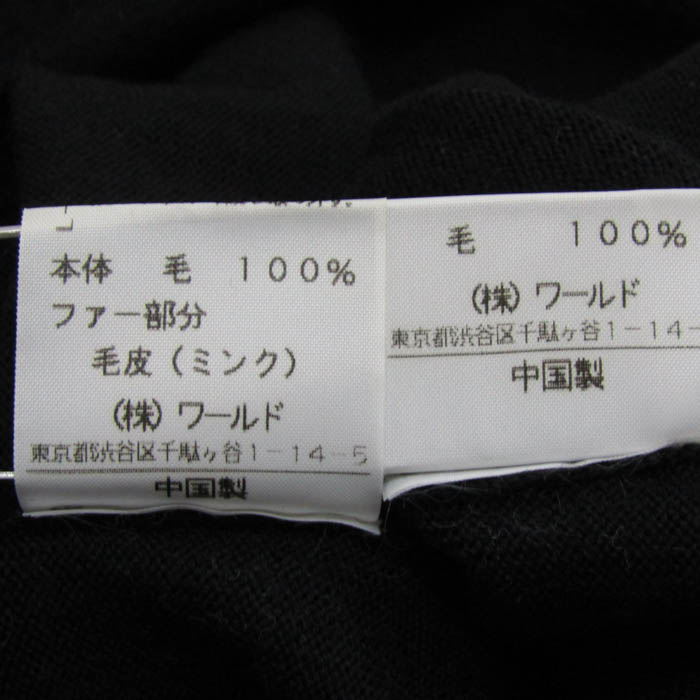 本体 毛 100%
ファー部分
毛皮(ミンク)
(株)ワールド
東京都渋谷区千駄ヶ谷1-14-5
中国製
毛 100%
(株)ワールド
東京都渋谷区千駄ヶ谷1-14-
中国製